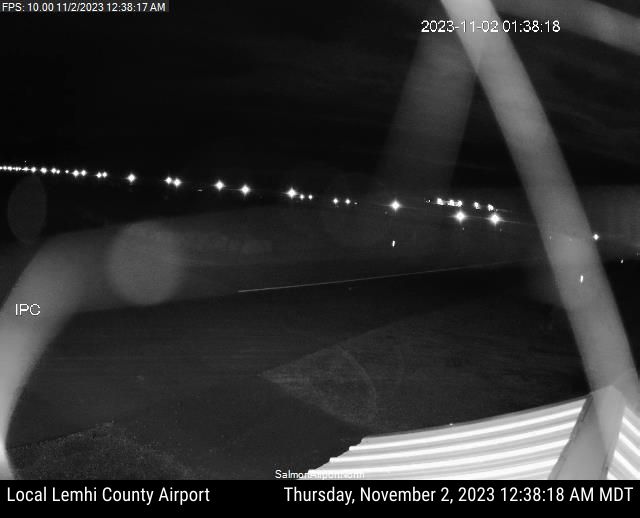 FPS: 10.00 11/2/2023 12:38:17 AM
2023-11-02 01:38:18
IPC
Local Lemhi County Airport
Thursday, November 2, 2023 12:38:18 AM MDT